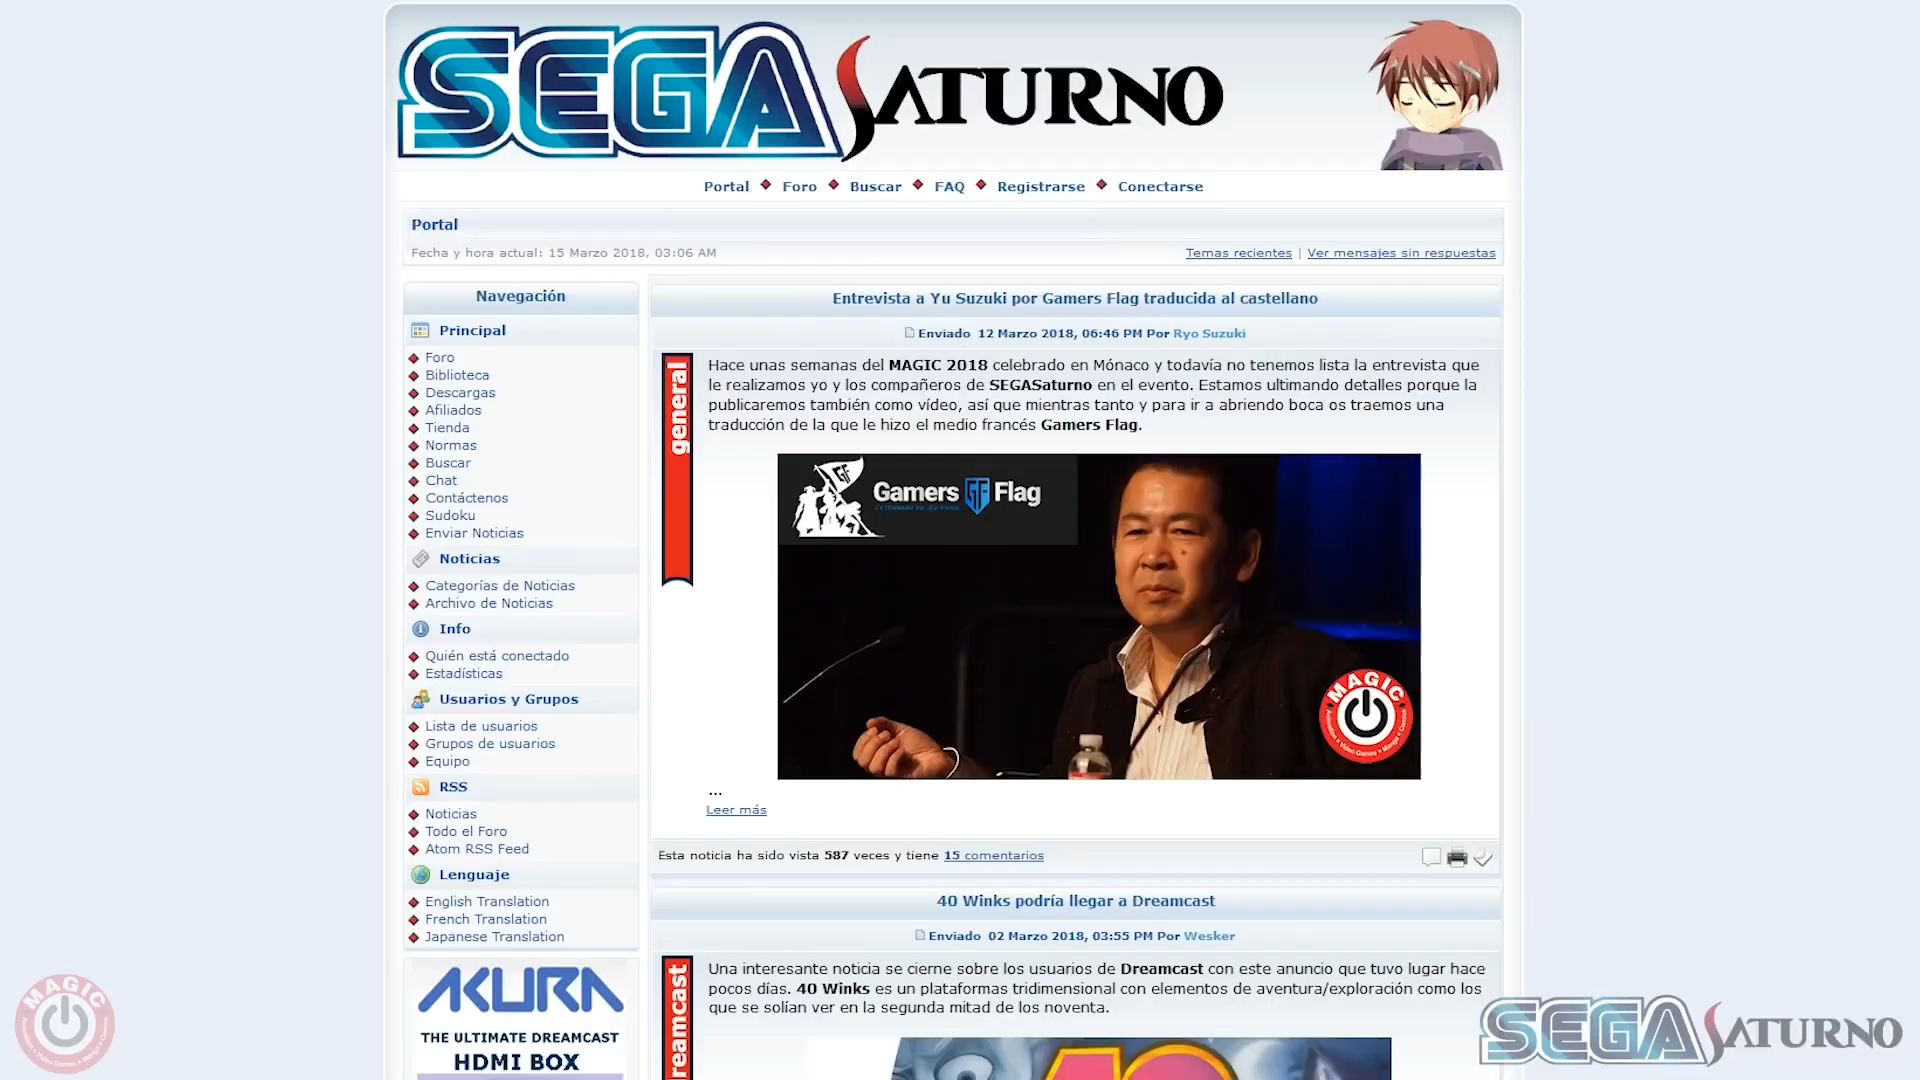 SEGA SATURNO
Portal Foro Buscar FAQ Registrarse Conectarse
Portal
Fecha y hora actual: 15 Marzo 2018, 03:06 AM
Temas recientes | Ver mensajes sin respuestas
Navegación
Principal
Foro
Biblioteca
Descargas
Afiliados
Tienda
Normas
Buscar
Chat
Contáctenos
Sudoku
Enviar Noticias
Noticias
Categorías de Noticias
Archivo de Noticias
Info
Quién está conectado
Estadísticas
Usuarios y Grupos
Lista de usuarios
Grupos de usuarios
Equipo
RSS
Noticias
Todo el Foro
Atom RSS Feed
Lenguaje
English Translation
French Translation
Japanese Translation
AKURA
THE ULTIMATE DREAMCAST
HDMI BOX
Entrevista a Yu Suzuki por Gamers Flag traducida al castellano
Enviado 12 Marzo 2018, 06:46 PM Por Ryo Suzuki
general
Hace unas semanas del MAGIC 2018 celebrado en Mónaco y todavía no tenemos lista la entrevista que
le realizamos yo y los compañeros de SEGASaturno en el evento. Estamos ultimando detalles porque la
publicaremos también como vídeo, así que mientras tanto y para ir a abriendo boca os traemos una
traducción de la que le hizo el medio francés Gamers Flag.
GF
Gamers GF Flag
MAGIC
...
Leer más
Esta noticia ha sido vista 587 veces y tiene 15 comentarios
40 Winks podría llegar a Dreamcast
Enviado 02 Marzo 2018, 03:55 PM Por Wesker
reamcast
Una interesante noticia se cierne sobre los usuarios de Dreamcast con este anuncio que tuvo lugar hace
pocos días. 40 Winks es un plataformas tridimensional con elementos de aventura/exploración como los
que se solían ver en la segunda mitad de los noventa.
40
MAGIC
SEGA SATURNO